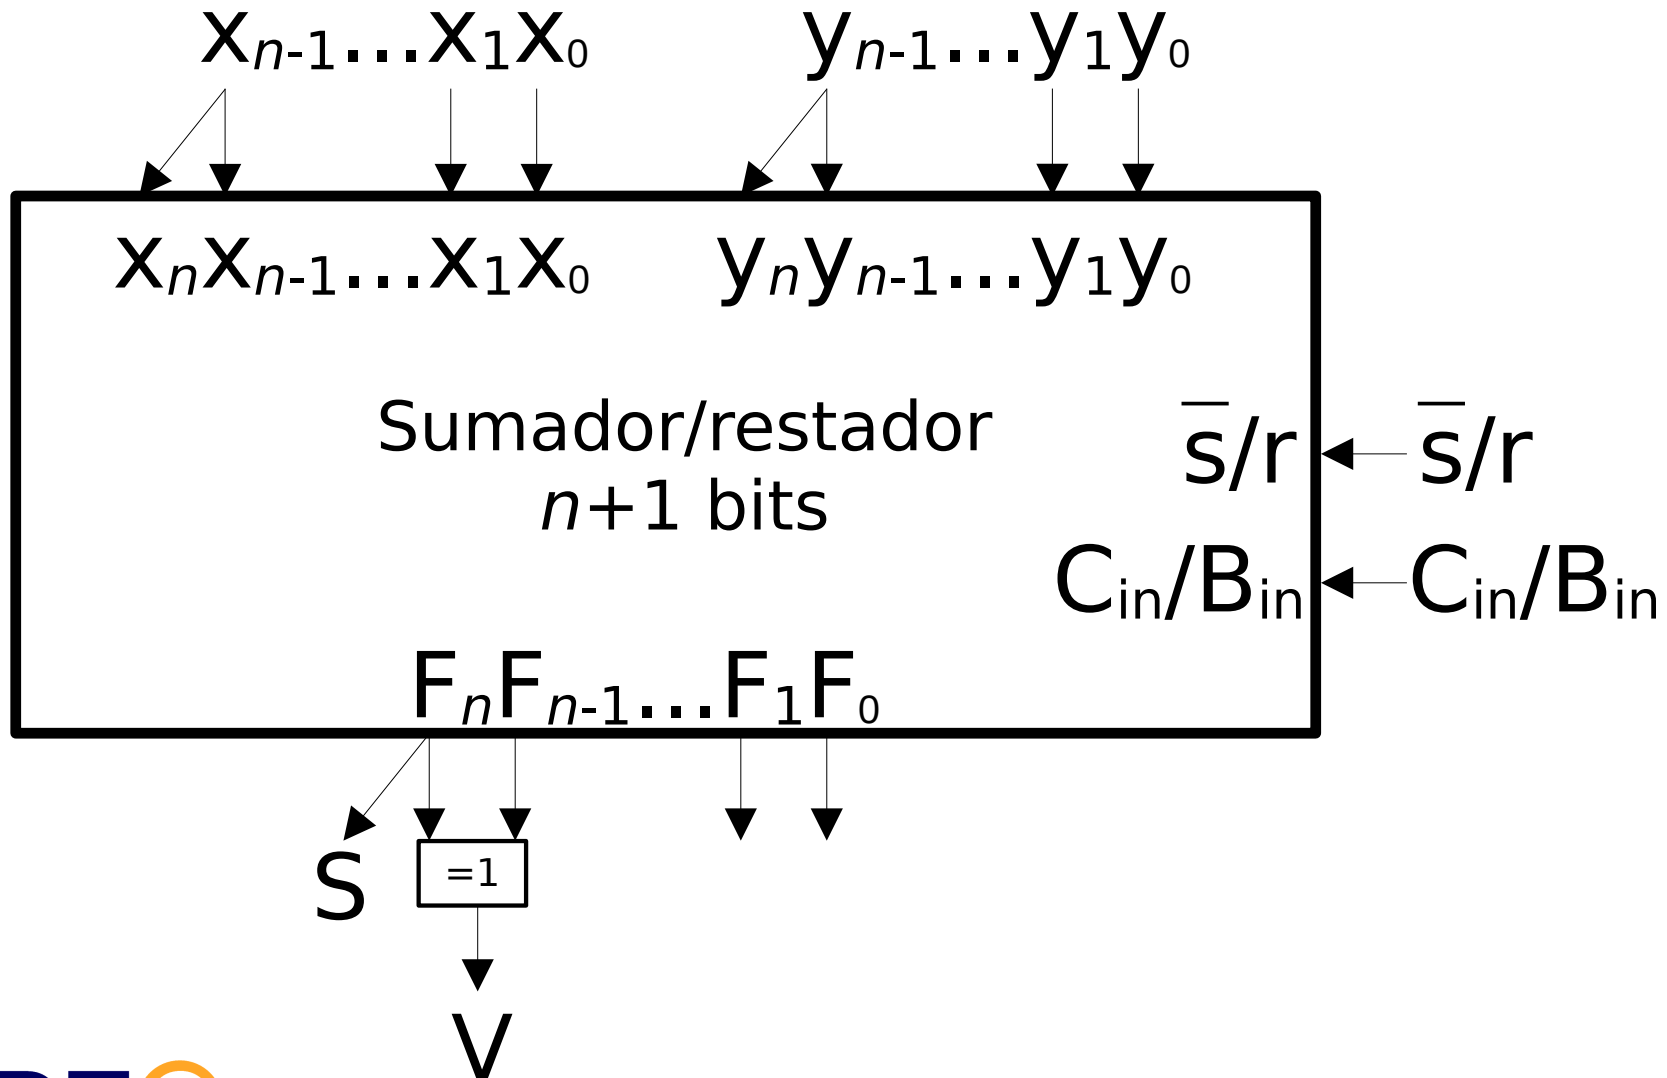 xn-1...x1x0 yn-1...y1y0
xnxn-1...x1x0 ynyn-1...y1y0
Sumador/restador
n+1 bits
s̅/r s̅/r
Cin/Bin Cin/Bin
FnFn-1...F1F0
=1
S
V